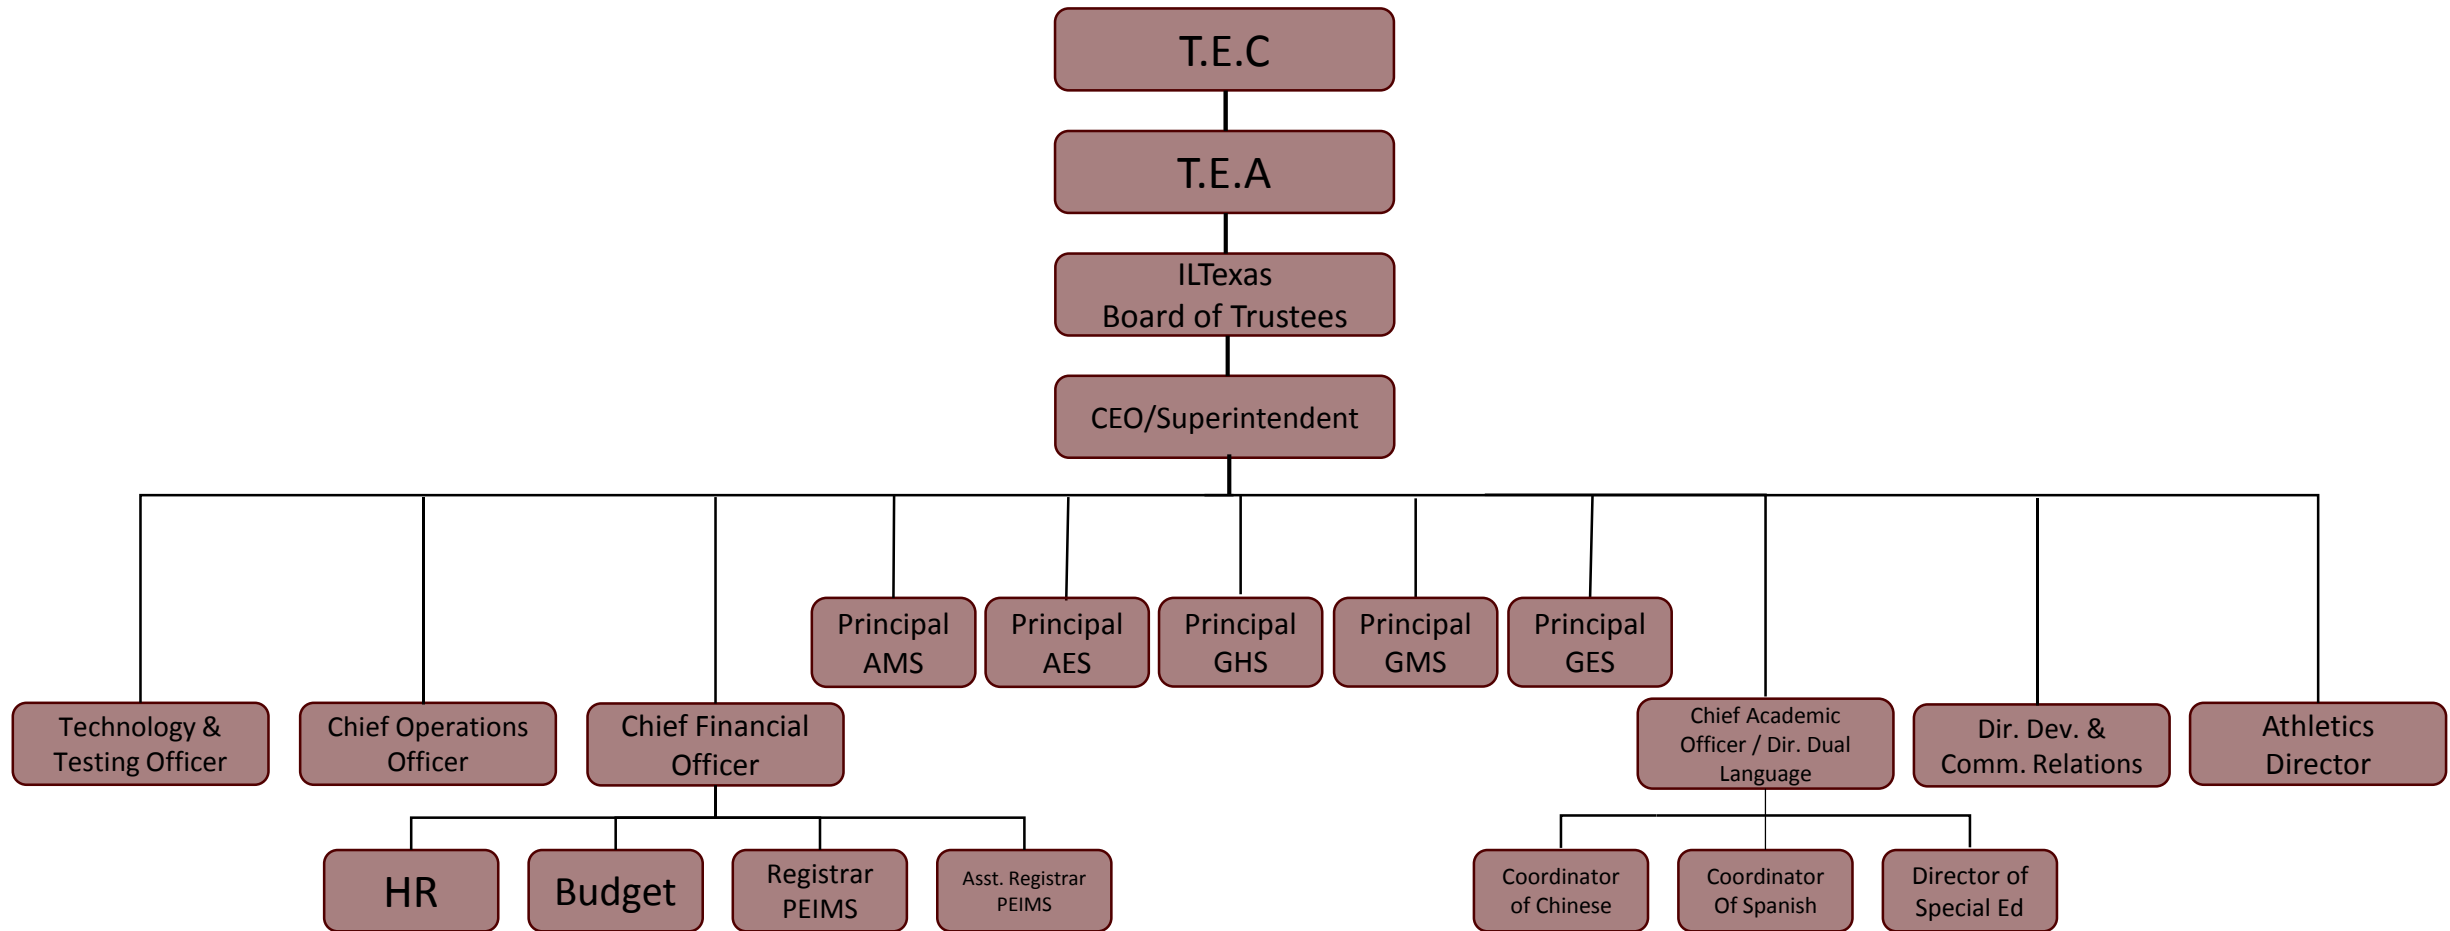 T.E.C
T.E.A
ILTexas
Board of Trustees
CEO/Superintendent
Principal
AMS
Principal
AES
Principal
GHS
Principal
GMS
Principal
GES
Technology &
Testing Officer
Chief Operations
Officer
Chief Financial
Officer
Chief Academic
Officer / Dir. Dual
Language
Dir. Dev. &
Comm. Relations
Athletics
Director
HR
Budget
Registrar
PEIMS
Asst. Registrar
PEIMS
Coordinator
of Chinese
Coordinator
Of Spanish
Director of
Special Ed